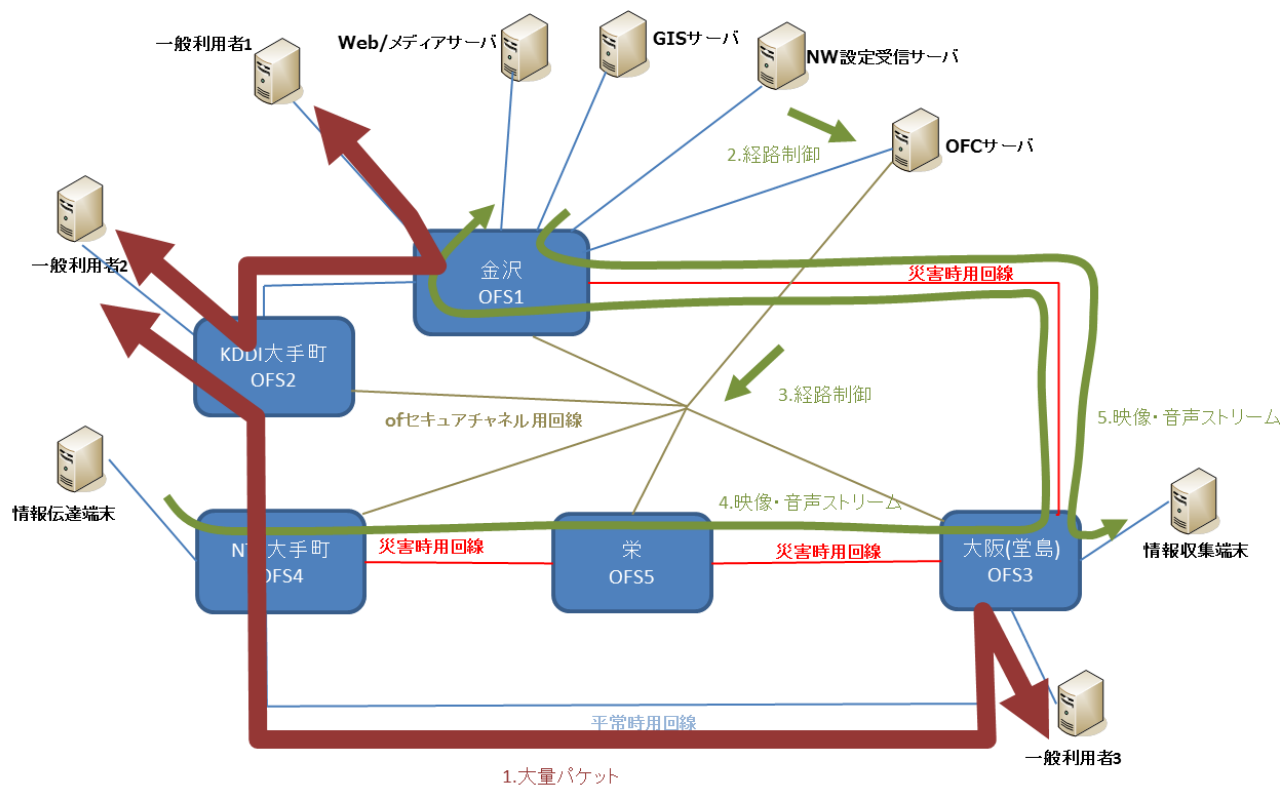 一般利用者1
Web/メディアサーバ
GISサーバ
NW設定受信サーバ
2.経路制御
OFCサーバ
一般利用者2
金沢
OFS1
災害時用回線
KDDI大手町
OFS2
3.経路制御
ofセキュアチャネル用回線
5.映像・音声ストリーム
情報伝達端末
4.映像・音声ストリーム
NT 大手町
OFS4
災害時用回線
栄
OFS5
災害時用回線
大阪(堂島)
OFS3
情報収集端末
平常時用回線
一般利用者3
1.大量パケット